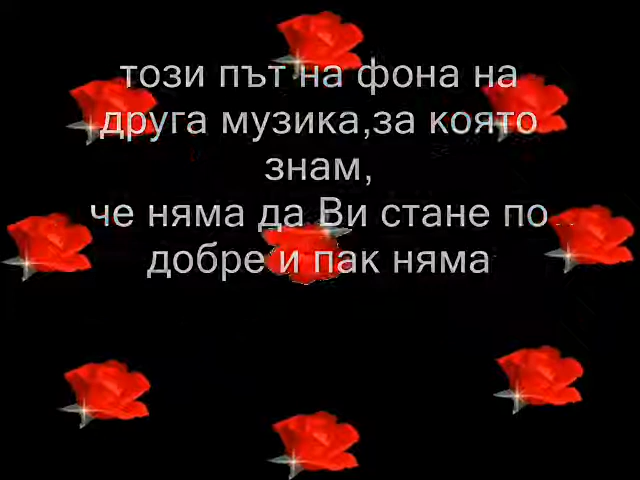 този път на фона на
друга музика,за която
знам,
че няма да Ви стане по
добре и пак няма